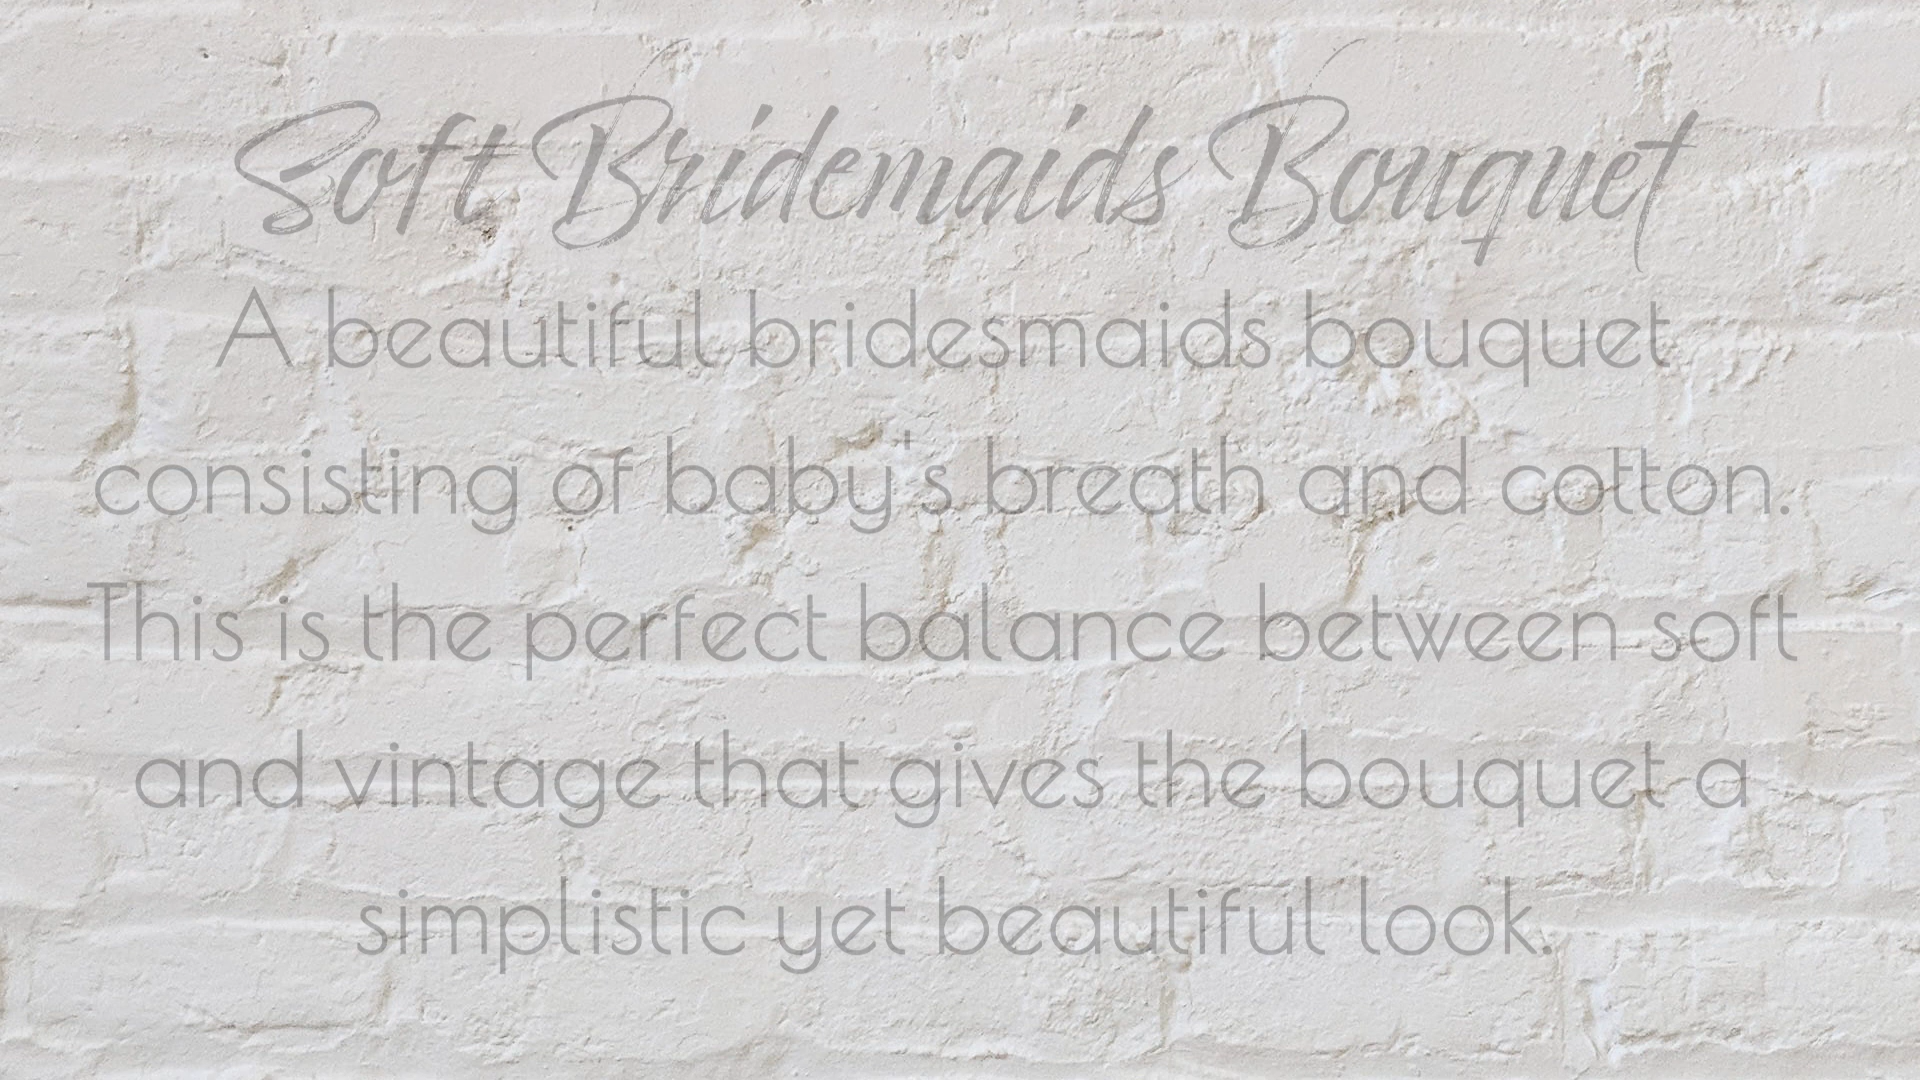 Soft Bridemaids Bouquet
A beautiful bridesmaids bouquet
consisting of baby's breath and cotton.
This is the perfect balance between soft
and vintage that gives the bouquet a
simplistic yet beautiful look.